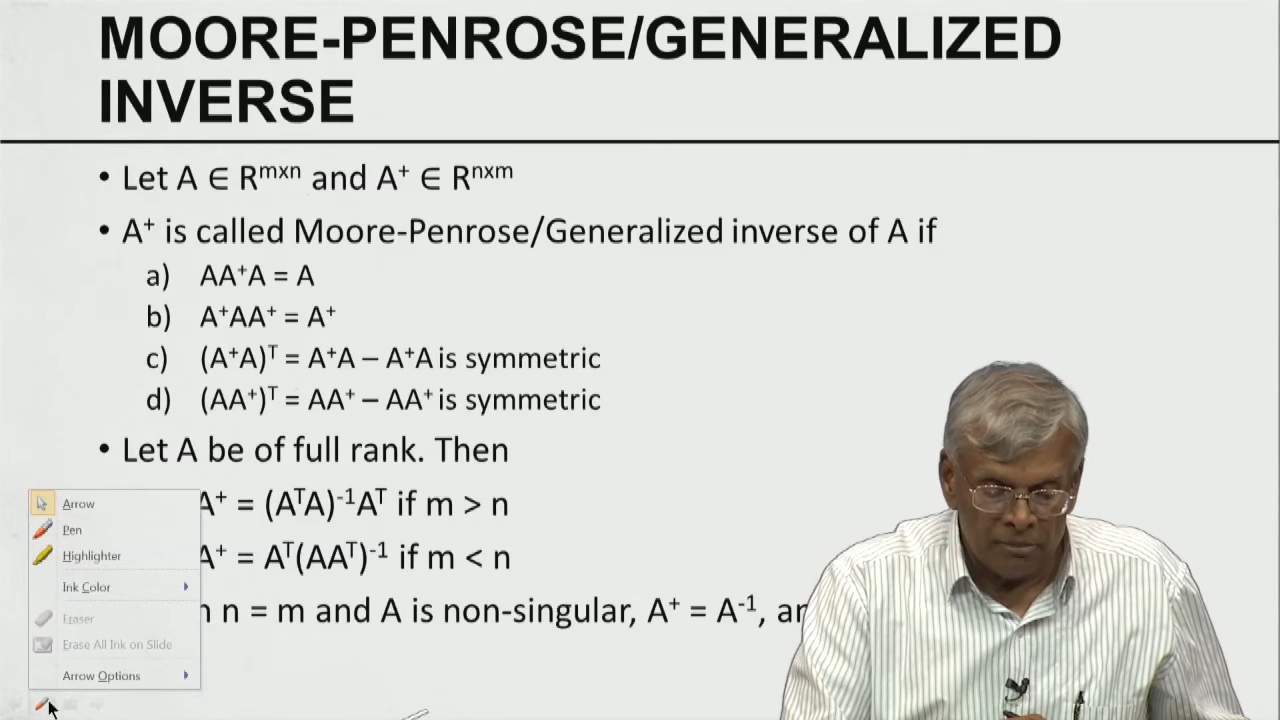 MOORE-PENROSE/GENERALIZED
INVERSE
• Let A ∈ Rᵐˣⁿ and A⁺ ∈ Rⁿˣᵐ
• A⁺ is called Moore-Penrose/Generalized inverse of A if
a) AA⁺A = A
b) A⁺AA⁺ = A⁺
c) (A⁺A)ᵀ = A⁺A – A⁺A is symmetric
d) (AA⁺)ᵀ = AA⁺ – AA⁺ is symmetric
• Let A be of full rank. Then
A⁺ = (AᵀA)⁻¹Aᵀ if m > n
A⁺ = Aᵀ(AAᵀ)⁻¹ if m < n
n = m and A is non-singular, A⁺ = A⁻¹,
Arrow
Pen
Highlighter
Ink Color
Eraser
Erase All Ink on Slide
Arrow Options